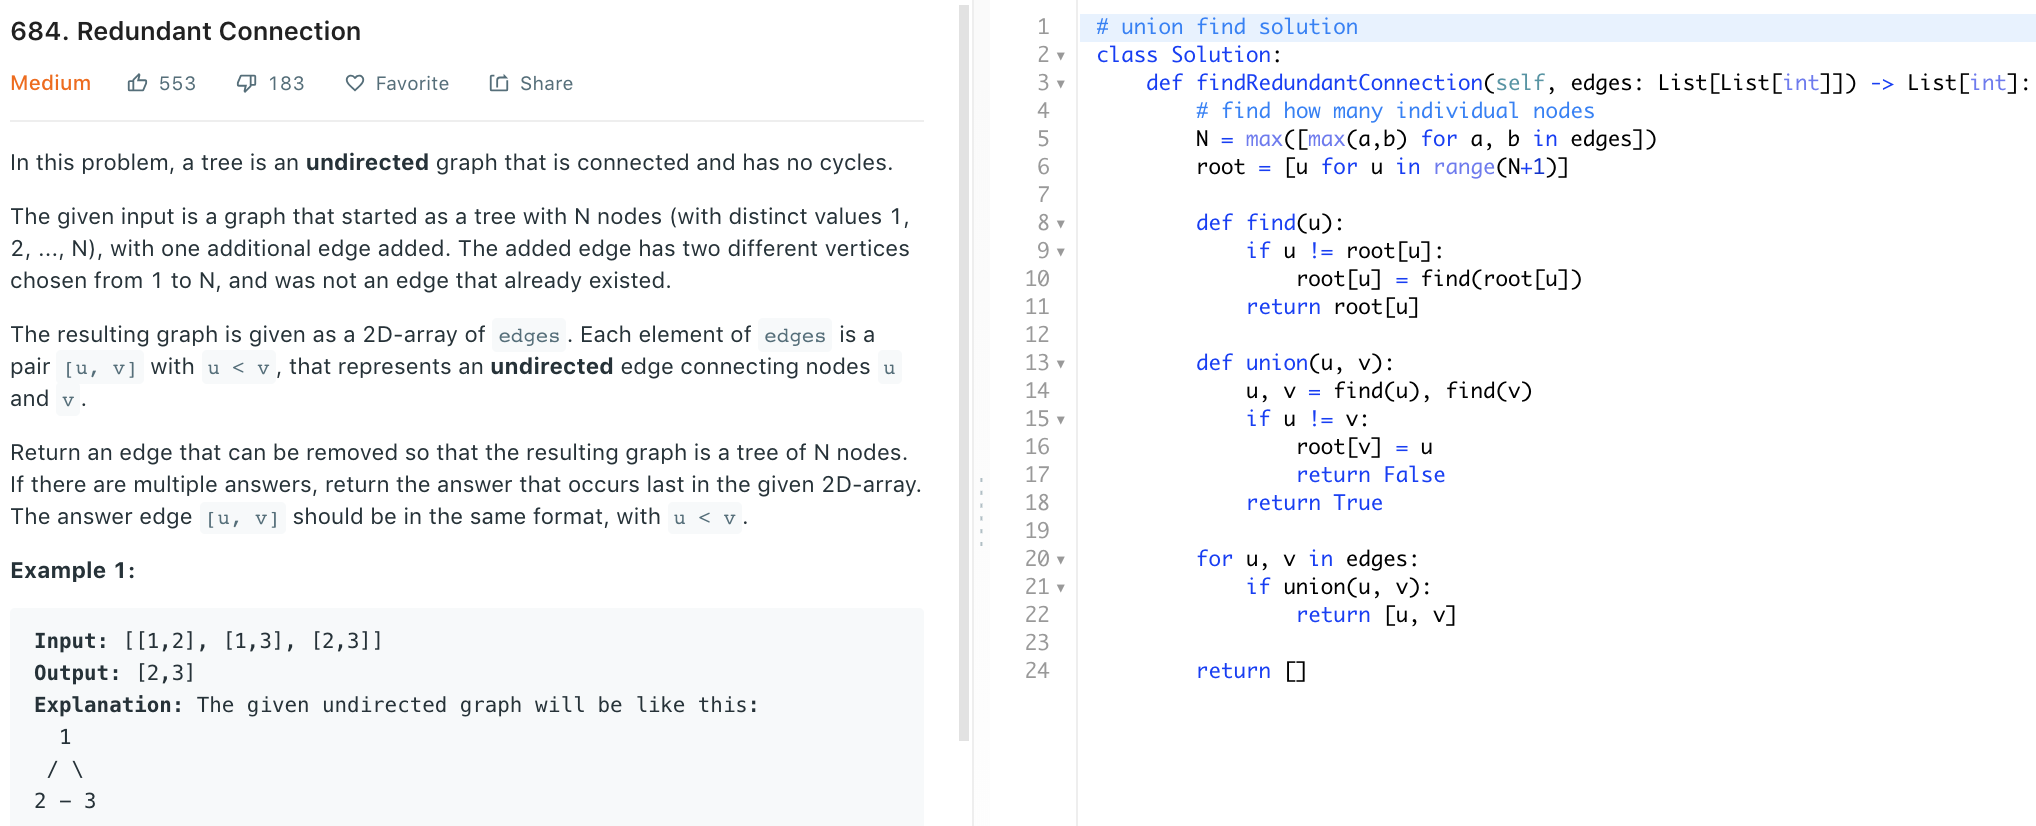 684. Redundant Connection
Medium 553 183 Favorite Share
In this problem, a tree is an undirected graph that is connected and has no cycles.
The given input is a graph that started as a tree with N nodes (with distinct values 1,
2, ..., N), with one additional edge added. The added edge has two different vertices
chosen from 1 to N, and was not an edge that already existed.
The resulting graph is given as a 2D-array of edges. Each element of edges is a
pair [u, v] with u < v, that represents an undirected edge connecting nodes u
and v.
Return an edge that can be removed so that the resulting graph is a tree of N nodes.
If there are multiple answers, return the answer that occurs last in the given 2D-array.
The answer edge [u, v] should be in the same format, with u < v.
Example 1:
Input: [[1,2], [1,3], [2,3]]
Output: [2,3]
Explanation: The given undirected graph will be like this:
  1
 / \
2 - 3
1 # union find solution
2 class Solution:
3     def findRedundantConnection(self, edges: List[List[int]]) -> List[int]:
4         # find how many individual nodes
5         N = max([max(a,b) for a, b in edges])
6         root = [u for u in range(N+1)]
7
8         def find(u):
9             if u != root[u]:
10                 root[u] = find(root[u])
11             return root[u]
12
13         def union(u, v):
14             u, v = find(u), find(v)
15             if u != v:
16                 root[v] = u
17                 return False
18             return True
19
20         for u, v in edges:
21             if union(u, v):
22                 return [u, v]
23
24         return []